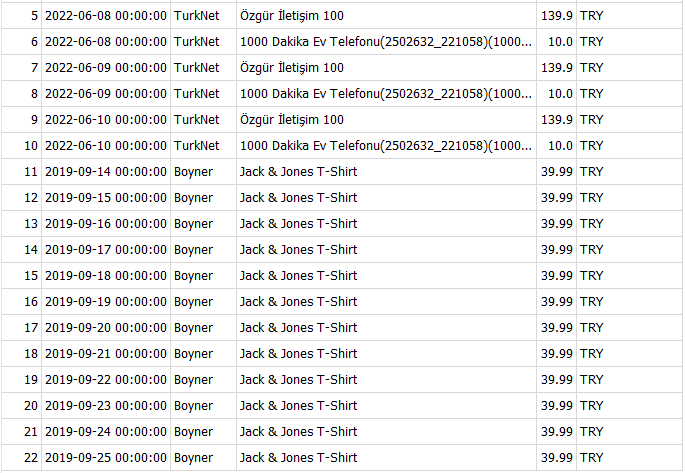 5 2022-06-08 00:00:00 TurkNet Özgür İletişim 100 139.9 TRY
6 2022-06-08 00:00:00 TurkNet 1000 Dakika Ev Telefonu(2502632_221058)(1000... 10.0 TRY
7 2022-06-09 00:00:00 TurkNet Özgür İletişim 100 139.9 TRY
8 2022-06-09 00:00:00 TurkNet 1000 Dakika Ev Telefonu(2502632_221058)(1000... 10.0 TRY
9 2022-06-10 00:00:00 TurkNet Özgür İletişim 100 139.9 TRY
10 2022-06-10 00:00:00 TurkNet 1000 Dakika Ev Telefonu(2502632_221058)(1000... 10.0 TRY
11 2019-09-14 00:00:00 Boyner Jack & Jones T-Shirt 39.99 TRY
12 2019-09-15 00:00:00 Boyner Jack & Jones T-Shirt 39.99 TRY
13 2019-09-16 00:00:00 Boyner Jack & Jones T-Shirt 39.99 TRY
14 2019-09-17 00:00:00 Boyner Jack & Jones T-Shirt 39.99 TRY
15 2019-09-18 00:00:00 Boyner Jack & Jones T-Shirt 39.99 TRY
16 2019-09-19 00:00:00 Boyner Jack & Jones T-Shirt 39.99 TRY
17 2019-09-20 00:00:00 Boyner Jack & Jones T-Shirt 39.99 TRY
18 2019-09-21 00:00:00 Boyner Jack & Jones T-Shirt 39.99 TRY
19 2019-09-22 00:00:00 Boyner Jack & Jones T-Shirt 39.99 TRY
20 2019-09-23 00:00:00 Boyner Jack & Jones T-Shirt 39.99 TRY
21 2019-09-24 00:00:00 Boyner Jack & Jones T-Shirt 39.99 TRY
22 2019-09-25 00:00:00 Boyner Jack & Jones T-Shirt 39.99 TRY